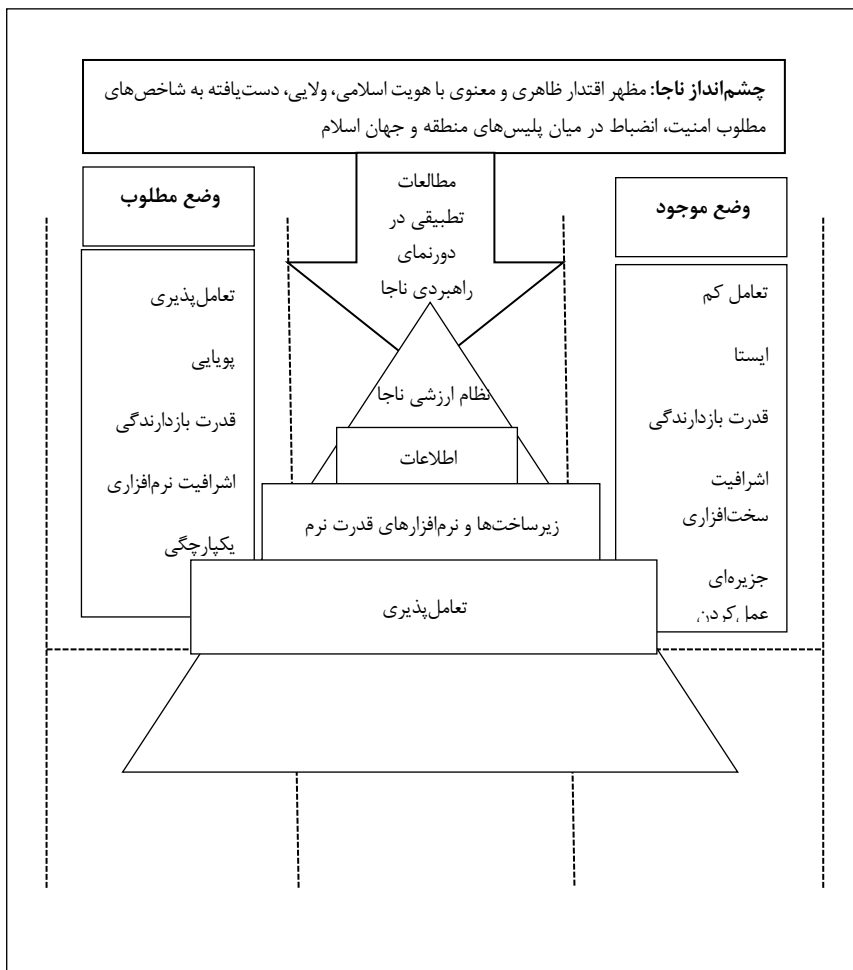 چشم‌انداز ناجا: مظهر اقتدار ظاهری و معنوی با هویت اسلامی، ولایی، دست‌یافته به شاخص‌های
مطلوب امنیت، انضباط در میان پلیس‌های منطقه و جهان اسلام
وضع موجود
تعامل کم
ایستا
قدرت بازدارندگی
اشرافیت
سخت‌افزاری
جزیره‌ای
عمل‌کردن
مطالعات
تطبیقی در
دورنمای
راهبردی ناجا
نظام ارزشی ناجا
اطلاعات
زیرساخت‌ها و نرم‌افزارهای قدرت نرم
تعامل‌پذیری
وضع مطلوب
تعامل‌پذیری
پویایی
قدرت بازدارندگی
اشرافیت نرم‌افزاری
یکپارچگی